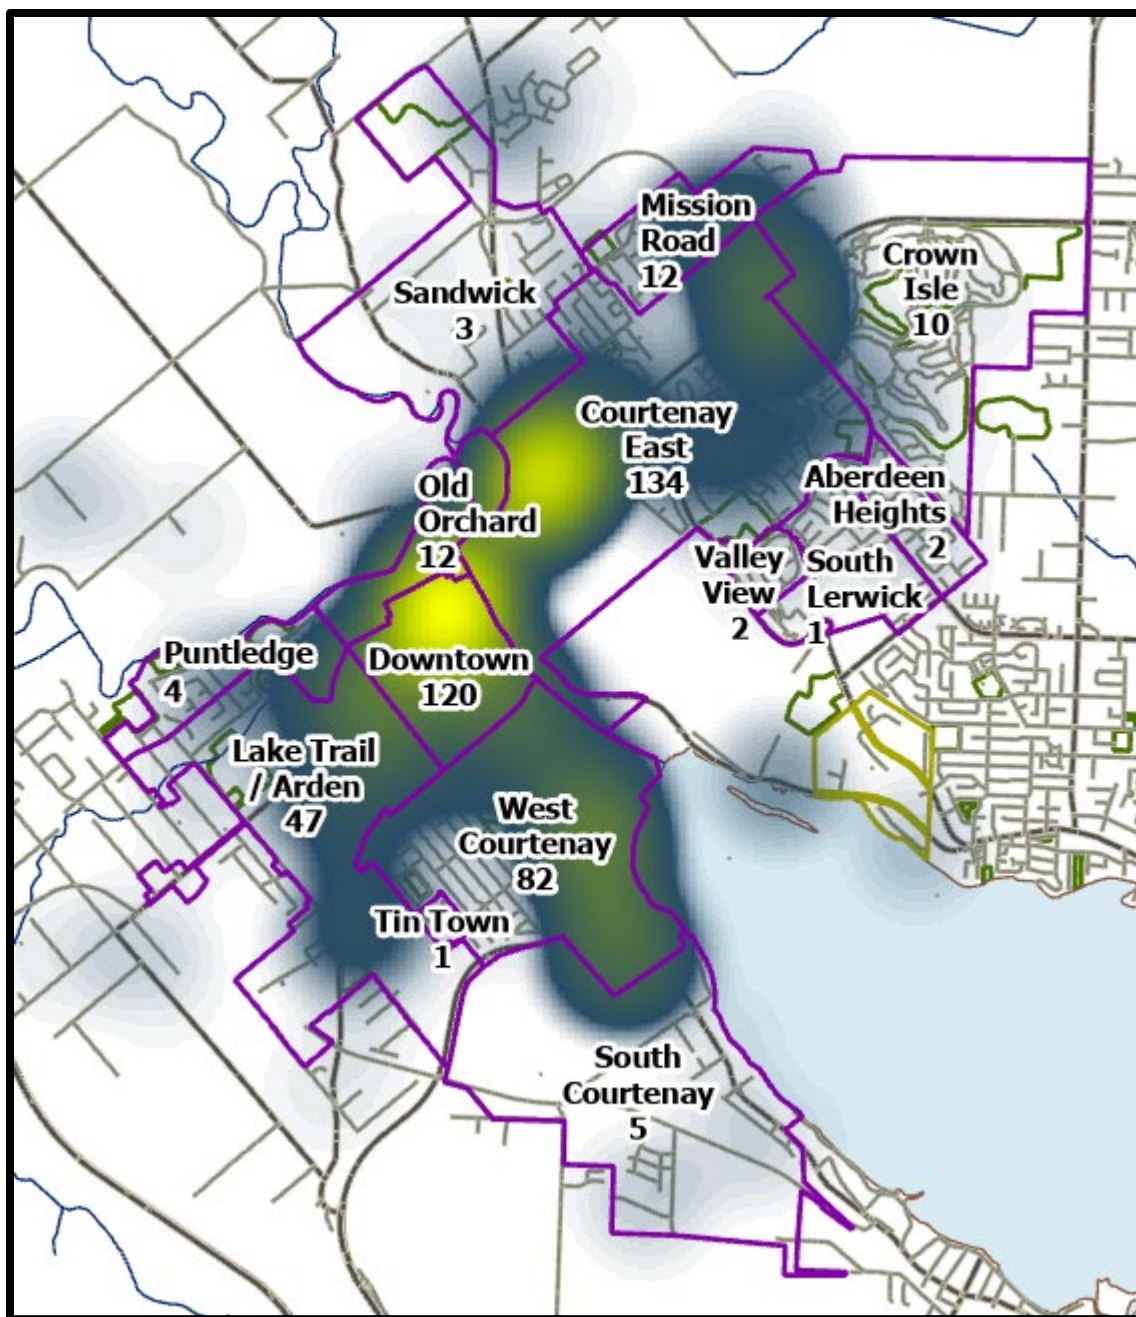 Mission
Road
12
Crown
Isle
10
Sandwick
3
Courtenay
East
134
Old
Orchard
12
Aberdeen
Heights
2
Valley
View
2
South
Lerwick
1
Puntledge
4
Downtown
120
Lake Trail
/ Arden
47
West
Courtenay
82
Tin Town
1
South
Courtenay
5